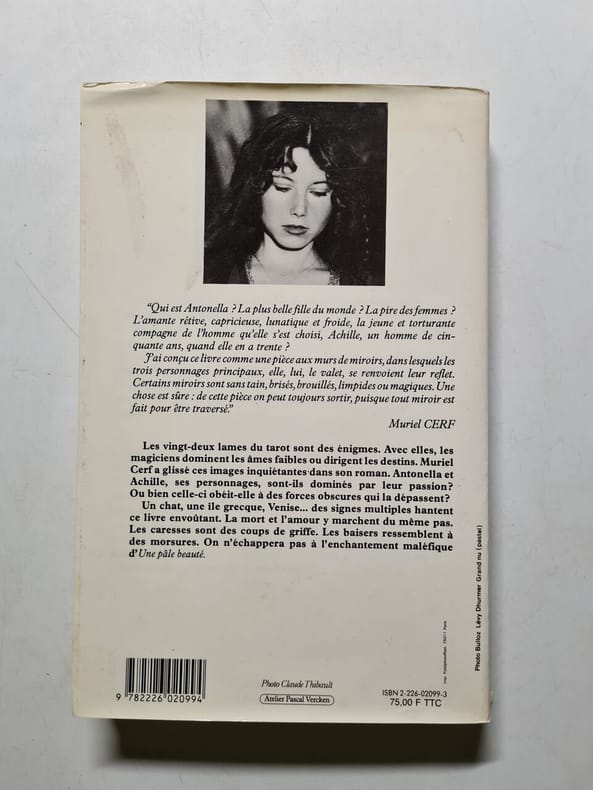 “Qui est Antonella ? La plus belle fille du monde ? La pire des femmes ?
L'amante rétive, capricieuse, lunatique et froide, la jeune et torturante
compagne de l'homme qu'elle s'est choisi, Achille, un homme de cin-
quante ans, quand elle en a trente ?
J'ai conçu ce livre comme une pièce aux murs de miroirs, dans lesquels les
trois personnages principaux, elle, lui, le valet, se renvoient leur reflet.
Certains miroirs sont sans tain, brisés, brouillés, limpides ou magiques. Une
chose est sûre : de cette pièce on peut toujours sortir, puisque tout miroir est
fait pour être traversé.”
Muriel CERF
Les vingt-deux lames du tarot sont des énigmes. Avec elles, les
magiciens dominent les âmes faibles ou dirigent les destins. Muriel
Cerf a glissé ces images inquiétantes dans son roman. Antonella et
Achille, ses personnages, sont-ils dominés par leur passion?
Ou bien celle-ci obéit-elle à des forces obscures qui la dépassent?
Un chat, une île grecque, Venise... des signes multiples hantent
ce livre envoûtant. La mort et l'amour y marchent du même pas.
Les caresses sont des coups de griffe. Les baisers ressemblent à
des morsures. On n'échappera pas à l'enchantement maléfique
d'Une pâle beauté.
Photo Bulloz Lévy Dhurmer Grand nu (pastel)
75011 Paris
Photo Claude Thibault
Atelier Pascal Vercken
9 782226 020994
ISBN 2-226-02099-3
75,00 F TTC